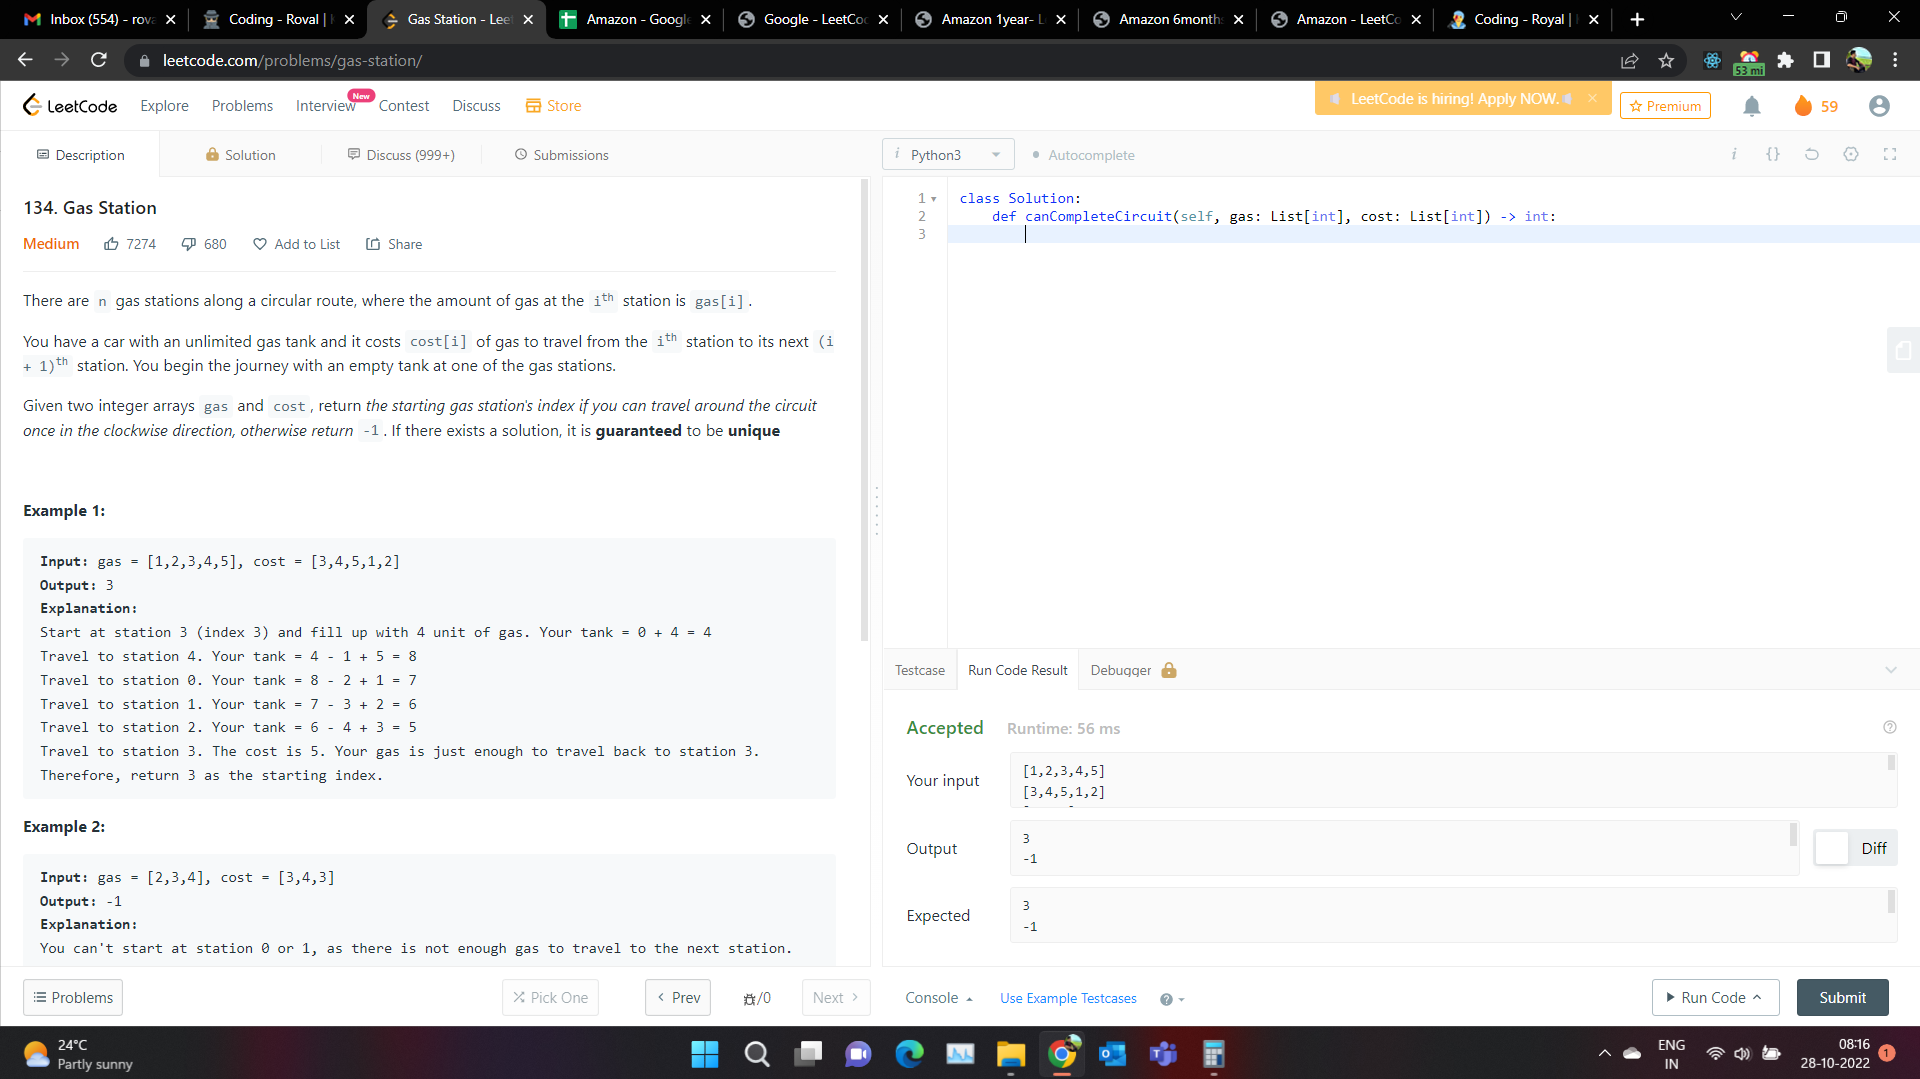 Inbox (554) - rova
Coding - Roval |
Gas Station - Lee
Amazon - Google
Google - LeetCo
Amazon 1year- L
Amazon 6months
Amazon - LeetCo
Coding - Royal |
leetcode.com/problems/gas-station/
53 mi
LeetCode
Explore
Problems
Interview
New
Contest
Discuss
Store
LeetCode is hiring! Apply NOW.
Premium
59
Description
Solution
Discuss (999+)
Submissions
i Python3
Autocomplete
134. Gas Station
Medium 7274 680 Add to List Share
There are n gas stations along a circular route, where the amount of gas at the ith station is gas[i].
You have a car with an unlimited gas tank and it costs cost[i] of gas to travel from the ith station to its next (i
+ 1)th station. You begin the journey with an empty tank at one of the gas stations.
Given two integer arrays gas and cost, return the starting gas station's index if you can travel around the circuit
once in the clockwise direction, otherwise return -1. If there exists a solution, it is guaranteed to be unique
Example 1:
Input: gas = [1,2,3,4,5], cost = [3,4,5,1,2]
Output: 3
Explanation:
Start at station 3 (index 3) and fill up with 4 unit of gas. Your tank = 0 + 4 = 4
Travel to station 4. Your tank = 4 - 1 + 5 = 8
Travel to station 0. Your tank = 8 - 2 + 1 = 7
Travel to station 1. Your tank = 7 - 3 + 2 = 6
Travel to station 2. Your tank = 6 - 4 + 3 = 5
Travel to station 3. The cost is 5. Your gas is just enough to travel back to station 3.
Therefore, return 3 as the starting index.
Example 2:
Input: gas = [2,3,4], cost = [3,4,3]
Output: -1
Explanation:
You can't start at station 0 or 1, as there is not enough gas to travel to the next station.
1 class Solution:
2 def canCompleteCircuit(self, gas: List[int], cost: List[int]) -> int:
3
Testcase
Run Code Result
Debugger
Accepted Runtime: 56 ms
Your input
[1,2,3,4,5]
[3,4,5,1,2]
Output
3
-1
Diff
Expected
3
-1
Problems
Pick One
Prev
/0
Next
Console
Use Example Testcases
Run Code
Submit
24°C
Partly sunny
ENG
IN
08:16
28-10-2022
1